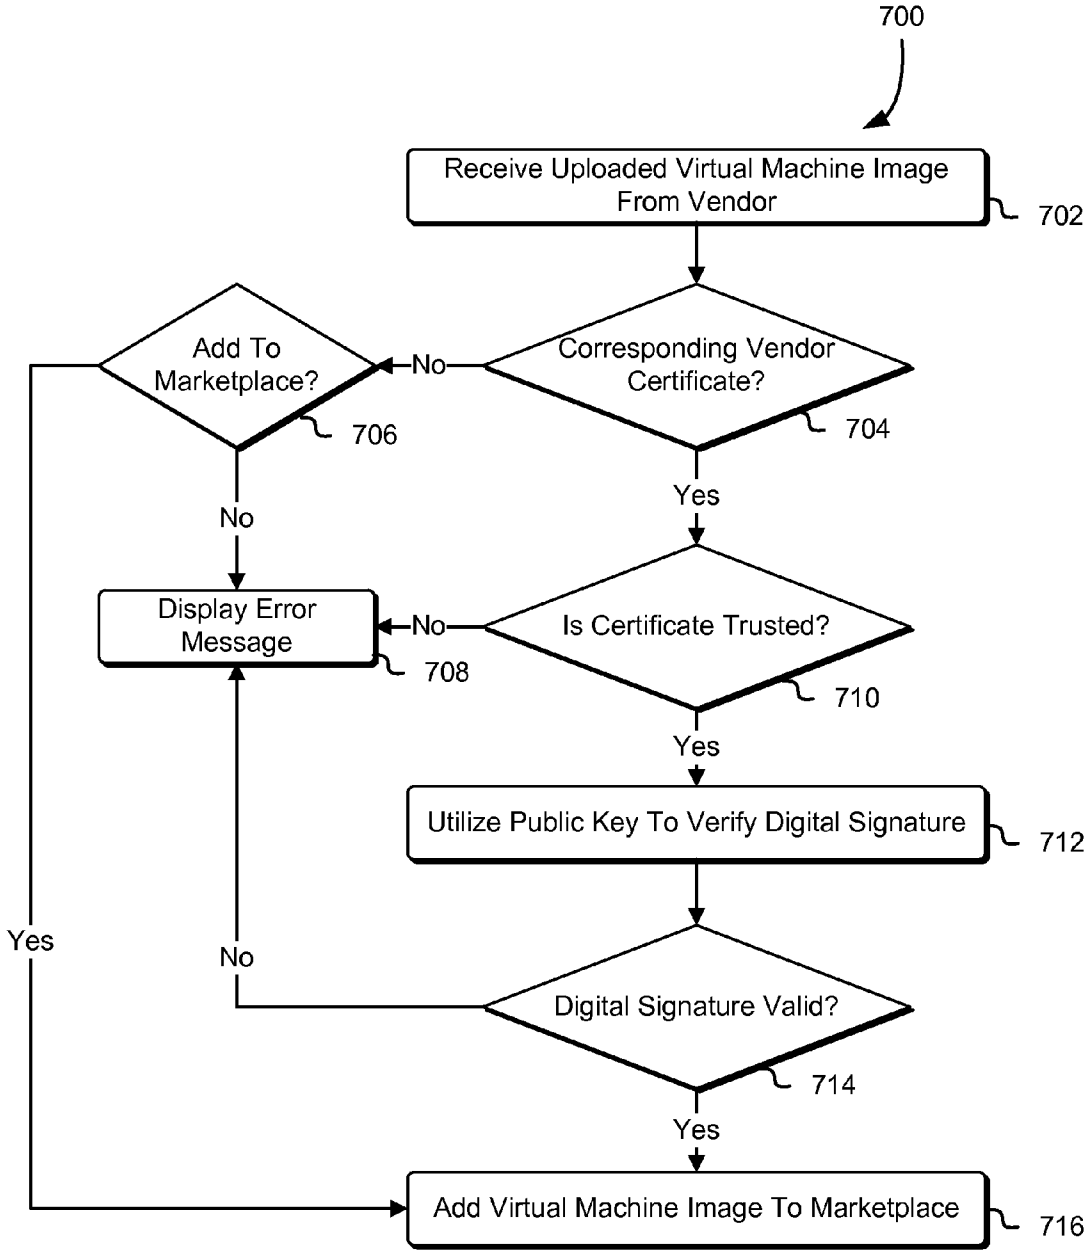 700
Receive Uploaded Virtual Machine Image
From Vendor
702
Add To
Marketplace?
706
No
Corresponding Vendor
Certificate?
704
Yes
No
Display Error
Message
708
No
Is Certificate Trusted?
710
Yes
Utilize Public Key To Verify Digital Signature
712
Yes
No
Digital Signature Valid?
714
Yes
Add Virtual Machine Image To Marketplace
716